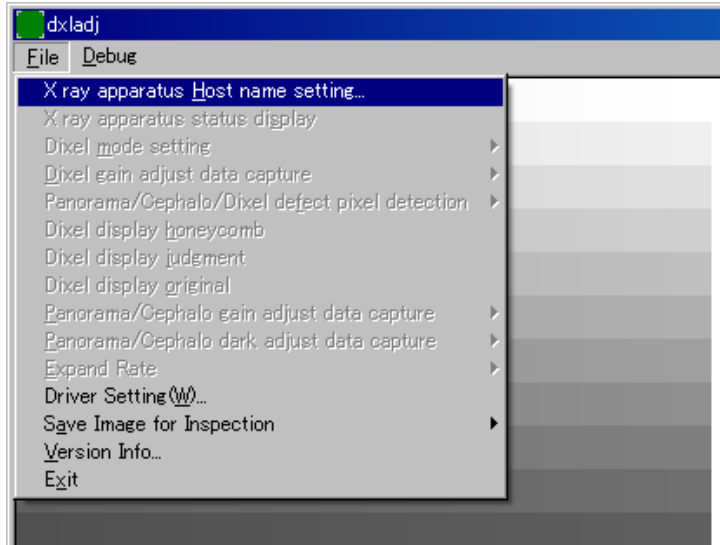 dxladj
File Debug
X ray apparatus Host name setting...
X ray apparatus status display
Dixel mode setting
Dixel gain adjust data capture
Panorama/Cephalo/Dixel defect pixel detection
Dixel display honeycomb
Dixel display judgment
Dixel display original
Panorama/Cephalo gain adjust data capture
Panorama/Cephalo dark adjust data capture
Expand Rate
Driver Setting(W)...
Save Image for Inspection
Version Info...
Exit